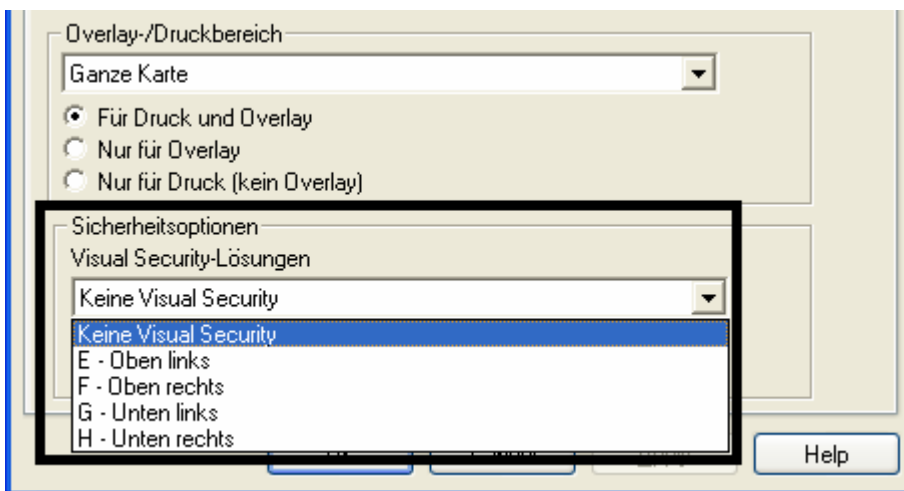 Overlay-/Druckbereich
Ganze Karte
Für Druck und Overlay
Nur für Overlay
Nur für Druck (kein Overlay)
Sicherheitsoptionen
Visual Security-Lösungen
Keine Visual Security
Keine Visual Security
E - Oben links
F - Oben rechts
G - Unten links
H - Unten rechts
Help